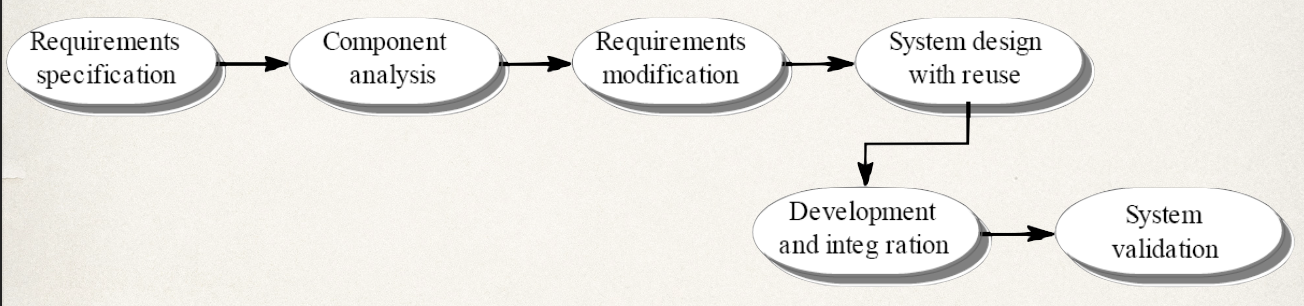 Requirements
specification
Component
analysis
Requirements
modification
System design
with reuse
Development
and integ ration
System
validation